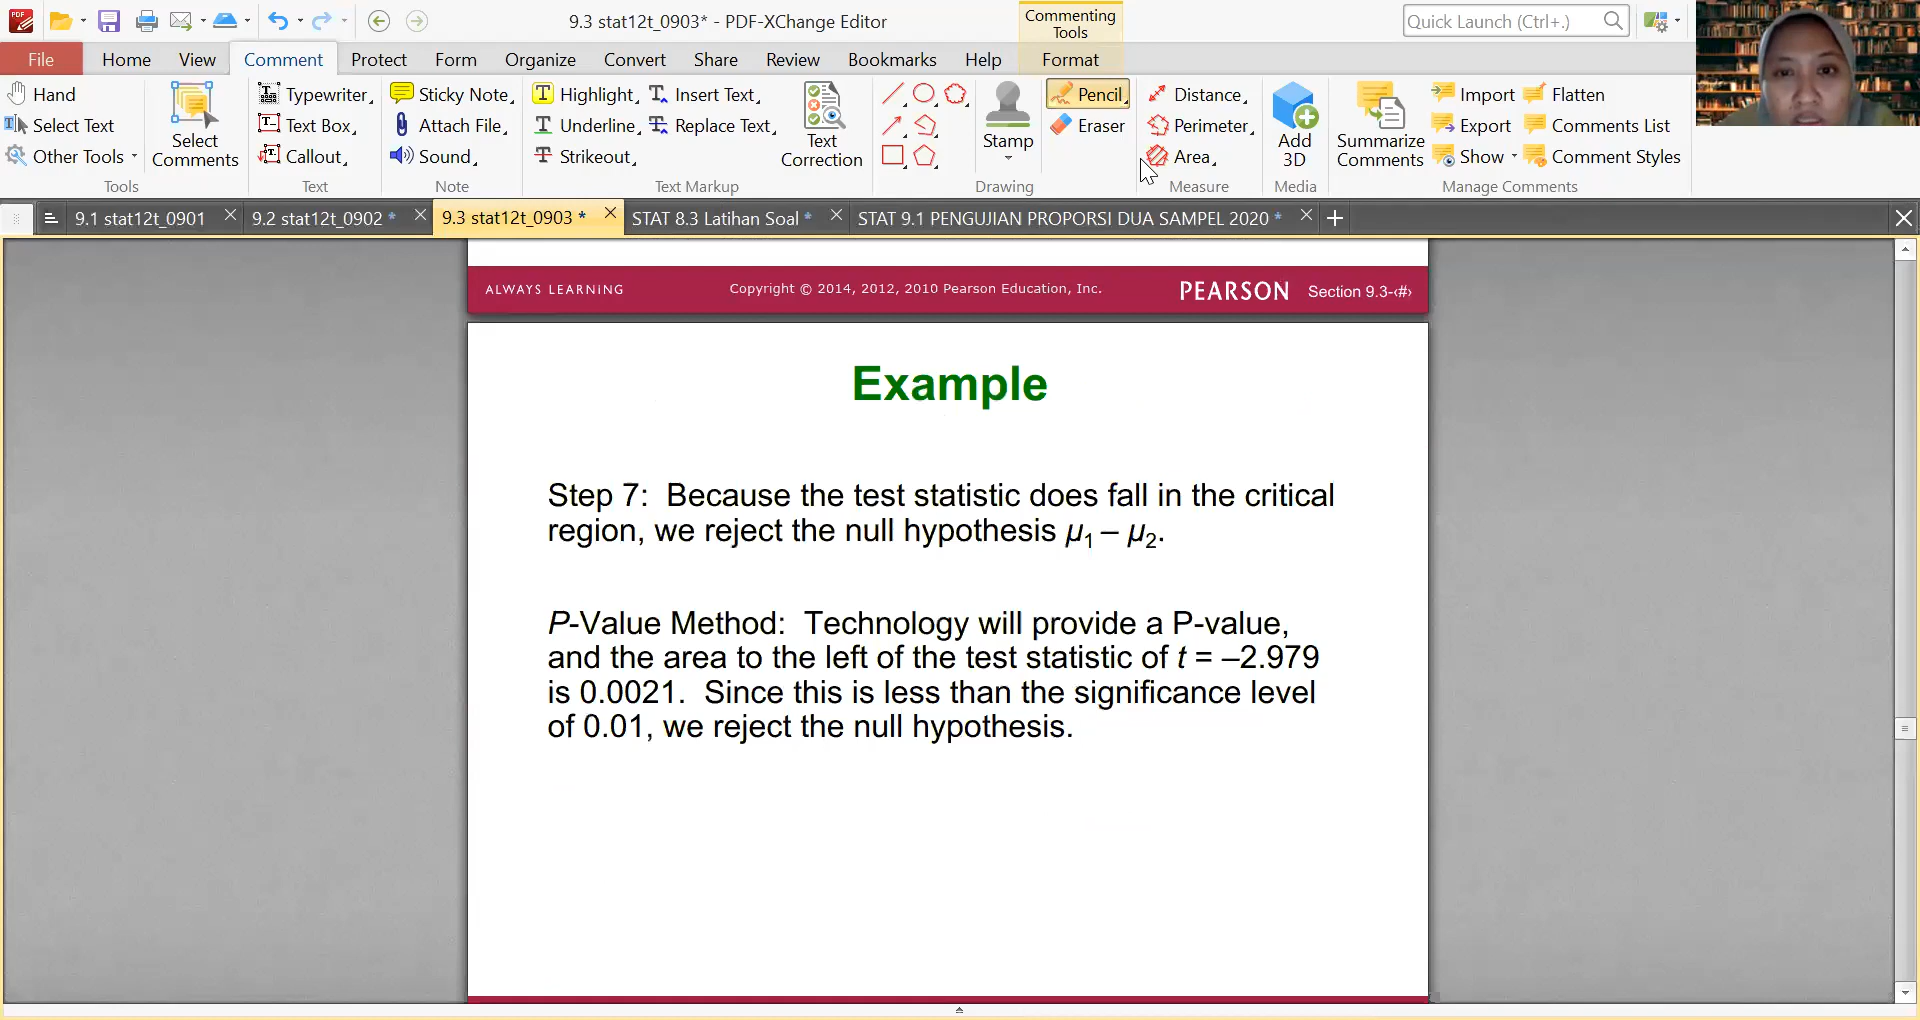 9.3 stat12t_0903* - PDF-XChange Editor
Commenting Tools
Quick Launch (Ctrl+.)
File Home View Comment Protect Form Organize Convert Share Review Bookmarks Help Format
Hand
Select Text
Other Tools
Select Comments
Tools
Typewriter
Text Box
Callout
Text
Sticky Note
Attach File
Sound
Note
Highlight
Underline
Strikeout
Insert Text
Replace Text
Text Correction
Text Markup
Stamp
Drawing
Pencil
Eraser
Distance
Perimeter
Area
Measure
Add 3D
Media
Summarize Comments
Import
Export
Show
Flatten
Comments List
Comment Styles
Manage Comments
9.1 stat12t_0901
9.2 stat12t_0902 *
9.3 stat12t_0903 *
STAT 8.3 Latihan Soal *
STAT 9.1 PENGUJIAN PROPORSI DUA SAMPEL 2020 *
ALWAYS LEARNING
Copyright © 2014, 2012, 2010 Pearson Education, Inc.
PEARSON
Section 9.3-‹#›
Example
Step 7: Because the test statistic does fall in the critical
region, we reject the null hypothesis μ₁ – μ₂.
P-Value Method: Technology will provide a P-value,
and the area to the left of the test statistic of t = –2.979
is 0.0021. Since this is less than the significance level
of 0.01, we reject the null hypothesis.